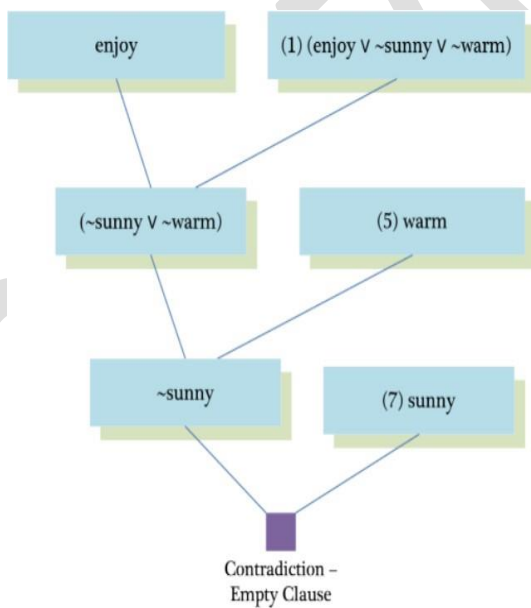 enjoy
(1) (enjoy V ~sunny V ~warm)
(~sunny V ~warm)
(5) warm
~sunny
(7) sunny
Contradiction –
Empty Clause